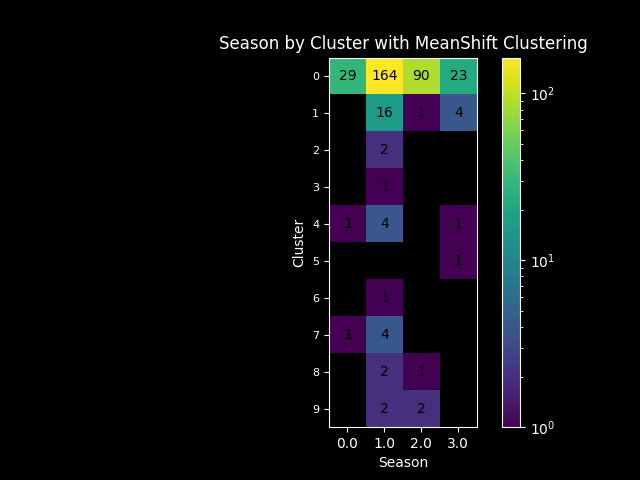 Season by Cluster with MeanShift Clustering
0 29 164 90 23
1 16 1 4
2 2
3 1
4 1 4 1
5 1
6 1
7 1 4
8 2 1
9 2 2
Cluster
0.0 1.0 2.0 3.0
Season
10²
10¹
10⁰